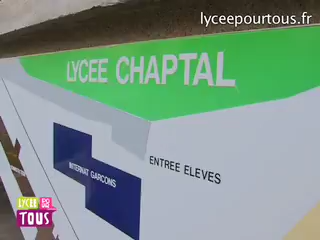 lyceepourtous.fr
LYCEE CHAPTAL
ENTREE ELEVES
INTERNAT GARCONS
LYCEE
TOUS